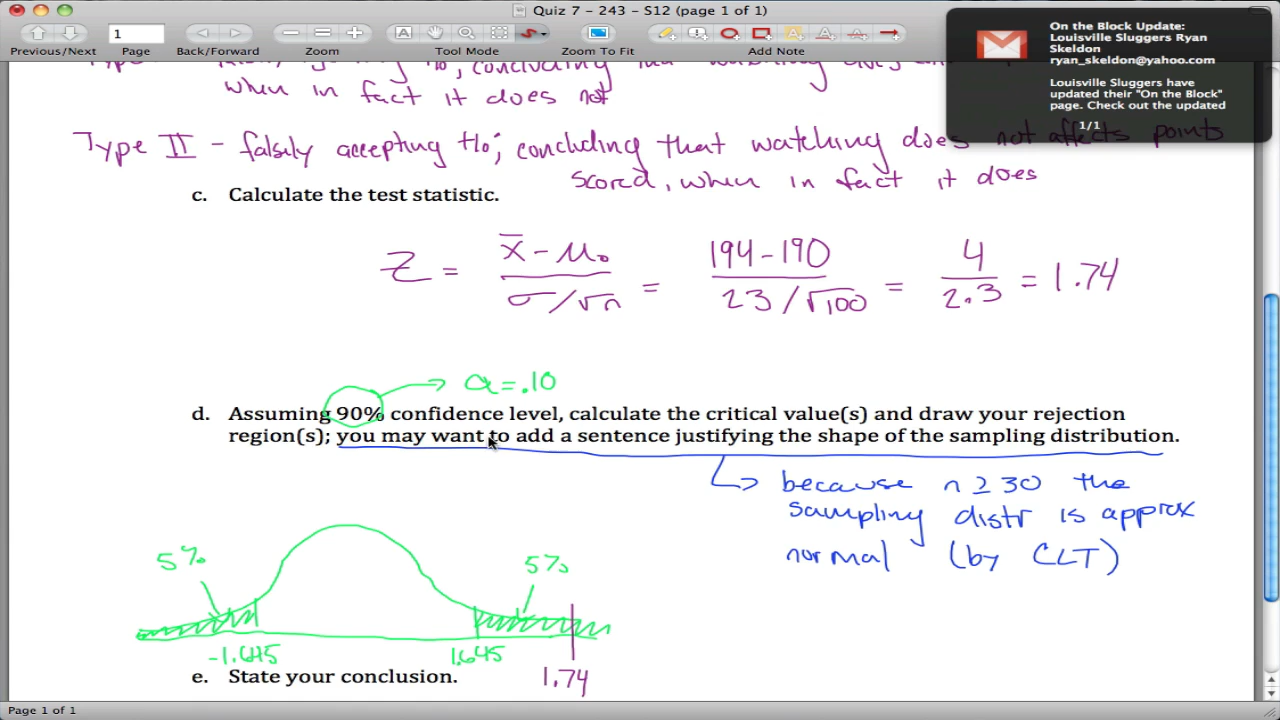 Quiz 7 - 243 - S12 (page 1 of 1)
1
Previous/Next Page Back/Forward Zoom Tool Mode Zoom To Fit Add Note
On the Block Update:
Louisville Sluggers Ryan
Skeldon
ryan_skeldon@yahoo.com
Louisville Sluggers have
updated their "On the Block"
page. Check out the updated
1/1
Ho; concluding that watching
when in fact it does not
Type II - falsily accepting Ho; concluding that watching does not affects points
scored, when in fact it does
c. Calculate the test statistic.
Z = x̄ - μ₀ / σ/√n = 194-190 / 23/√100 = 4 / 2.3 = 1.74
α = .10
d. Assuming 90% confidence level, calculate the critical value(s) and draw your rejection
region(s); you may want to add a sentence justifying the shape of the sampling distribution.
because n ≥ 30 the
sampling distr is approx
normal (by CLT)
5% 5%
-1.645 1.645
1.74
e. State your conclusion.
Page 1 of 1